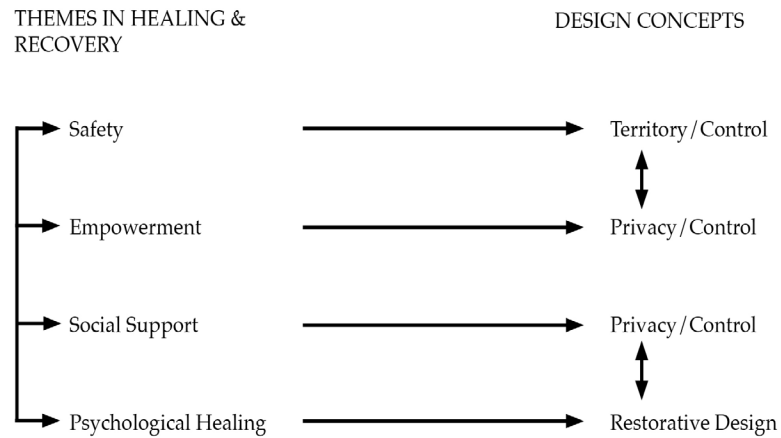 THEMES IN HEALING &
RECOVERY
DESIGN CONCEPTS
Safety
Territory/Control
Empowerment
Privacy/Control
Social Support
Privacy/Control
Psychological Healing
Restorative Design